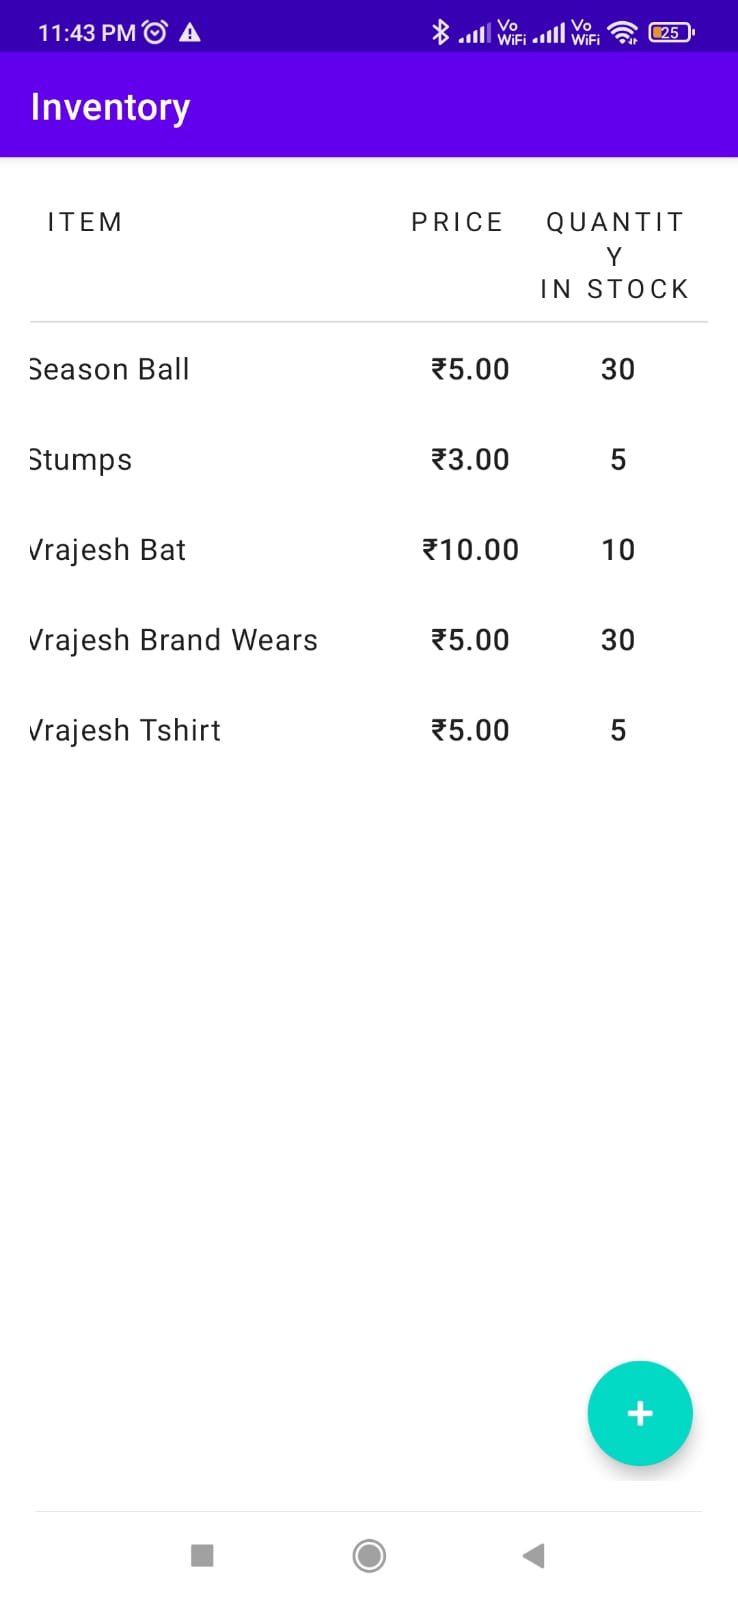 11:43 PM Vo WiFi Vo WiFi 25
Inventory
ITEM PRICE QUANTIT
Y
IN STOCK
Season Ball ₹5.00 30
Stumps ₹3.00 5
Vrajesh Bat ₹10.00 10
Vrajesh Brand Wears ₹5.00 30
Vrajesh Tshirt ₹5.00 5
+